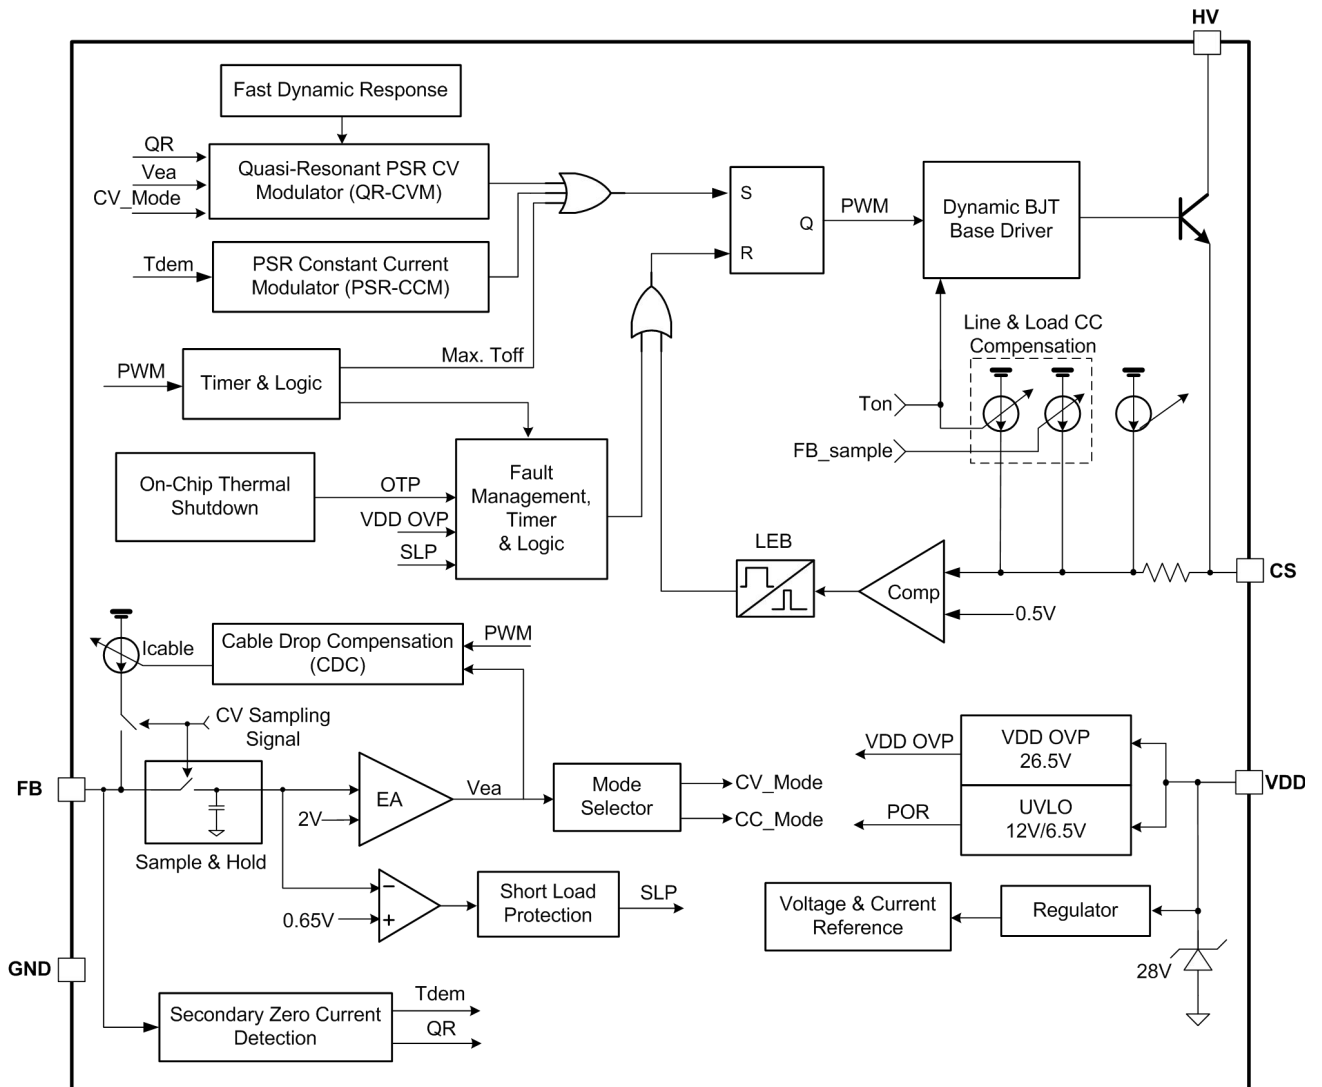 HV
Fast Dynamic Response
QR
Vea
CV_Mode
Quasi-Resonant PSR CV
Modulator (QR-CVM)
Tdem
PSR Constant Current
Modulator (PSR-CCM)
S
R
Q
PWM
Dynamic BJT
Base Driver
Line & Load CC
Compensation
Max. Toff
PWM
Timer & Logic
Ton
FB_sample
On-Chip Thermal
Shutdown
OTP
VDD OVP
SLP
Fault
Management,
Timer
& Logic
LEB
Comp
0.5V
CS
Icable
Cable Drop Compensation
(CDC)
PWM
CV Sampling
Signal
FB
Sample & Hold
2V
EA
Vea
Mode
Selector
CV_Mode
CC_Mode
VDD OVP
POR
VDD OVP
26.5V
UVLO
12V/6.5V
VDD
0.65V
−
+
Short Load
Protection
SLP
Voltage & Current
Reference
Regulator
28V
GND
Secondary Zero Current
Detection
Tdem
QR